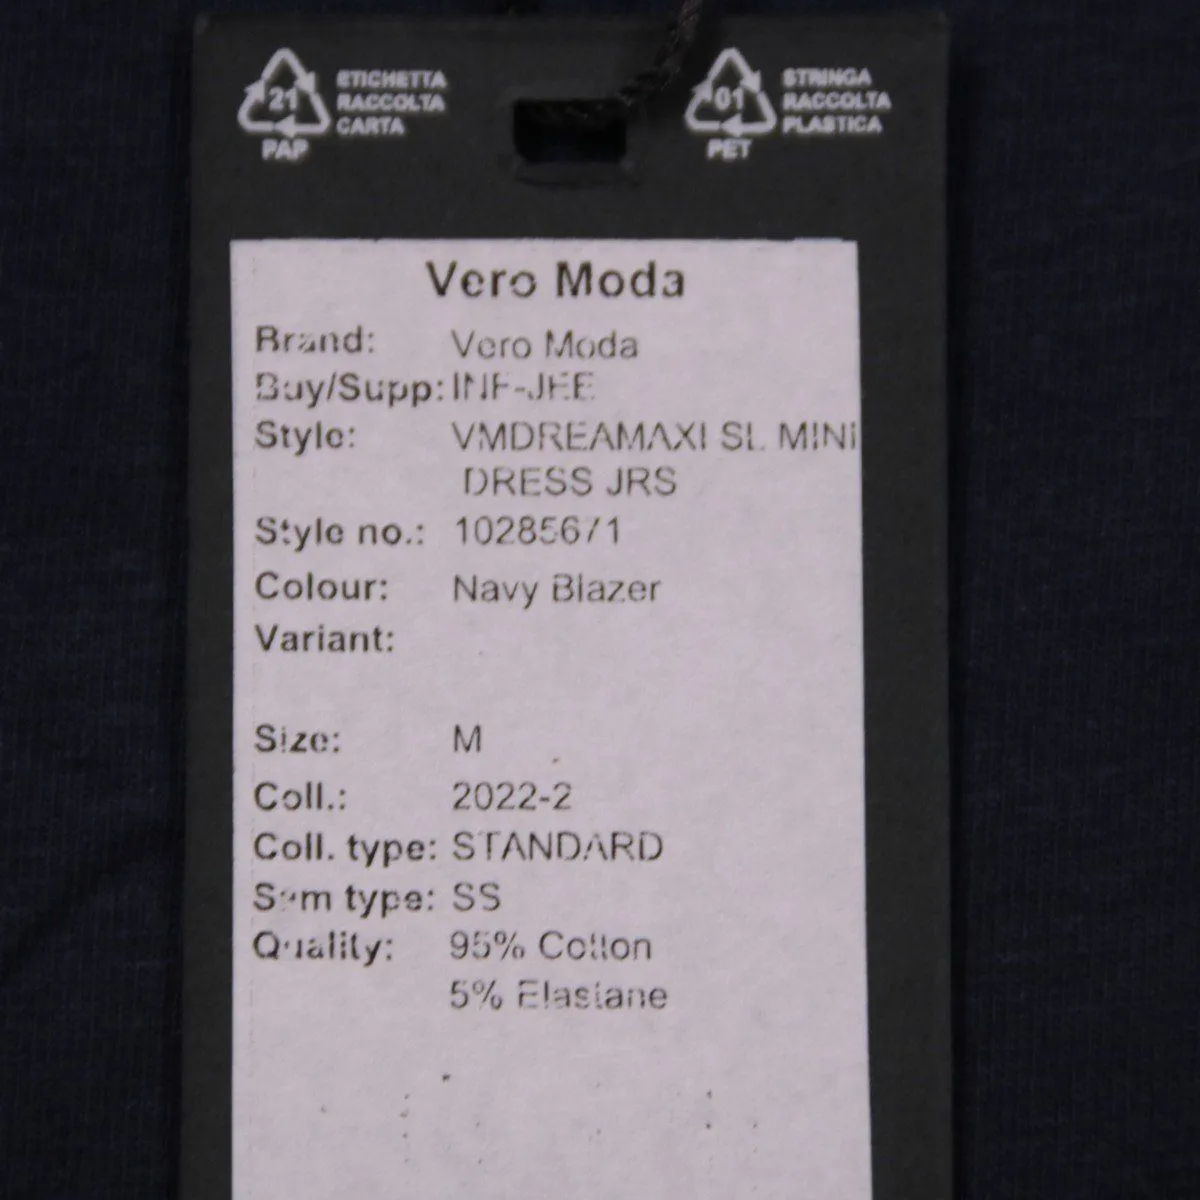 21
ETICHETTA
RACCOLTA
CARTA
PAP
01
STRINGA
RACCOLTA
PLASTICA
PET
Vero Moda
Brand: Vero Moda
Buy/Supp: INF-JEE
Style: VMDREAMAXI SL MINI
DRESS JRS
Style no.: 10285671
Colour: Navy Blazer
Variant:
Size: M
Coll.: 2022-2
Coll. type: STANDARD
Sam type: SS
Quality: 95% Cotton
5% Elastane